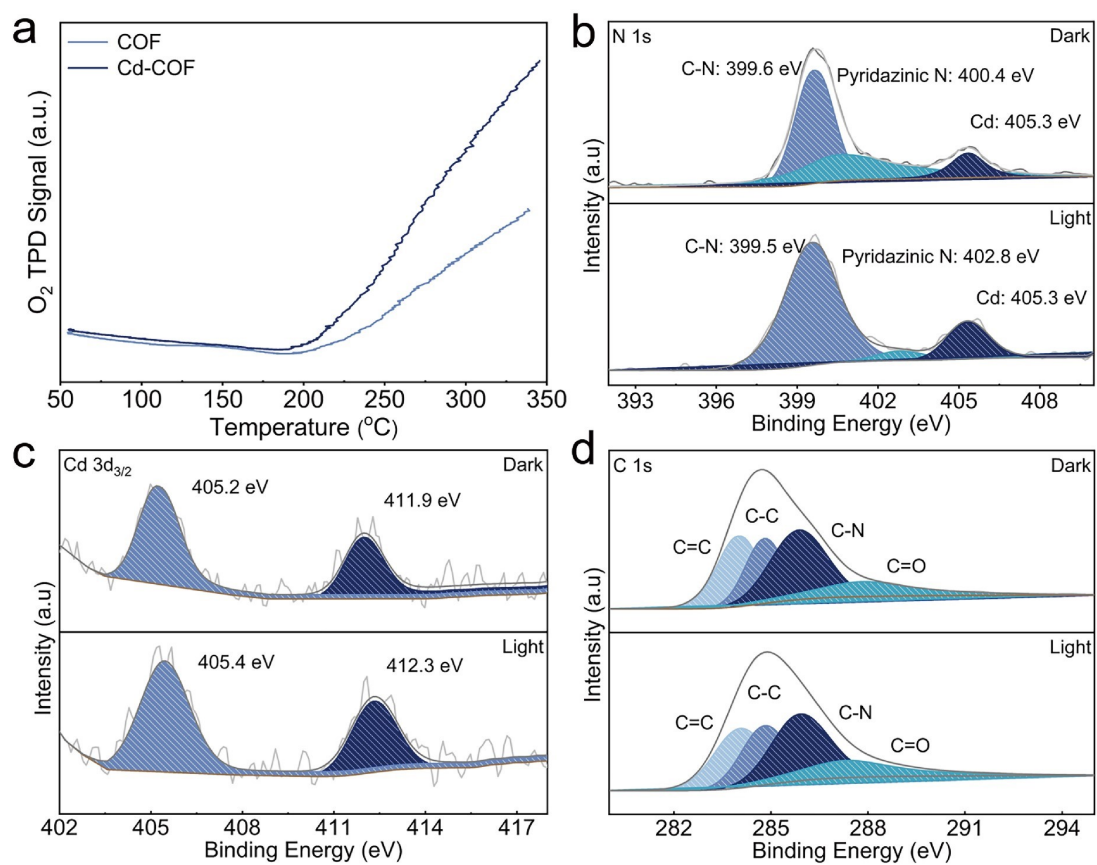 a
COF
Cd-COF
O₂ TPD Signal (a.u.)
50 100 150 200 250 300 350
Temperature (°C)
b
N 1s
Dark
C-N: 399.6 eV
Pyridazinic N: 400.4 eV
Cd: 405.3 eV
Light
C-N: 399.5 eV
Pyridazinic N: 402.8 eV
Cd: 405.3 eV
Intensity (a.u)
393 396 399 402 405 408
Binding Energy (eV)
c
Cd 3d₃/₂
Dark
405.2 eV
411.9 eV
Light
405.4 eV
412.3 eV
Intensity (a.u)
402 405 408 411 414 417
Binding Energy (eV)
d
C 1s
Dark
C=C
C-C
C-N
C=O
Light
C=C
C-C
C-N
C=O
Intensity (a.u)
282 285 288 291 294
Binding Energy (eV)